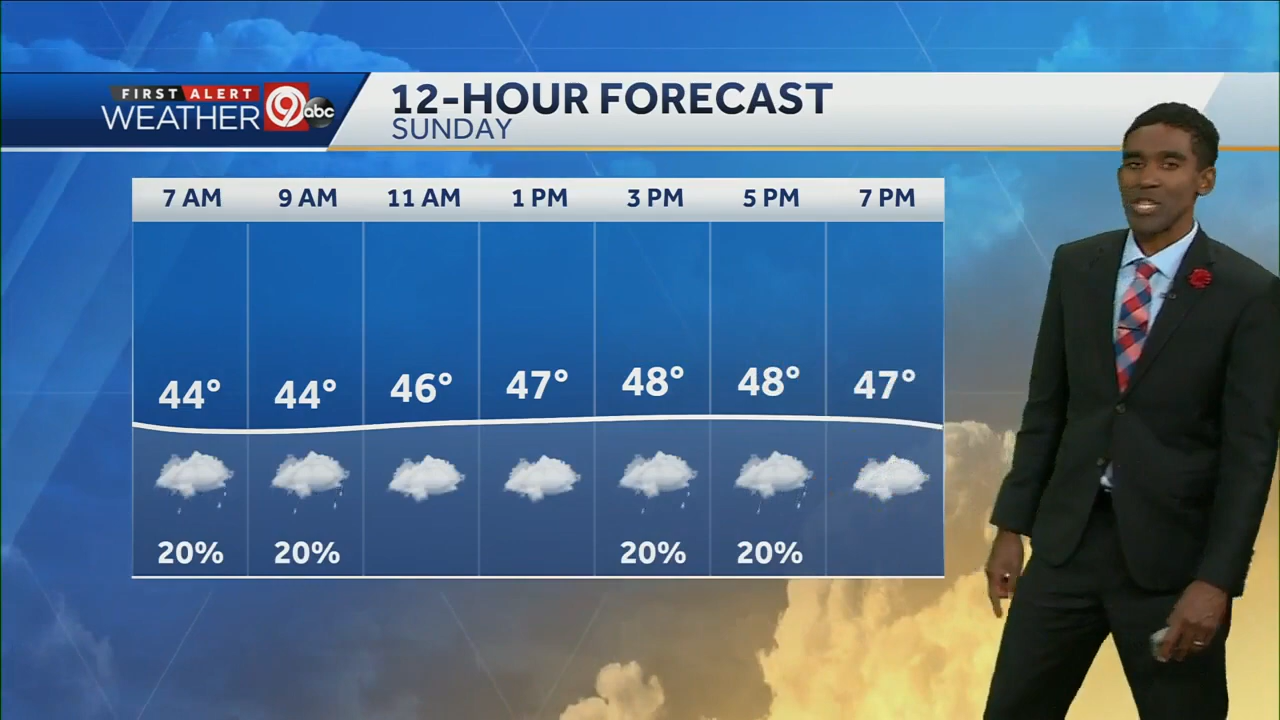 FIRST ALERT
WEATHER 9 abc
12-HOUR FORECAST
SUNDAY
7 AM 9 AM 11 AM 1 PM 3 PM 5 PM 7 PM
44° 44° 46° 47° 48° 48° 47°
20% 20% 20% 20%